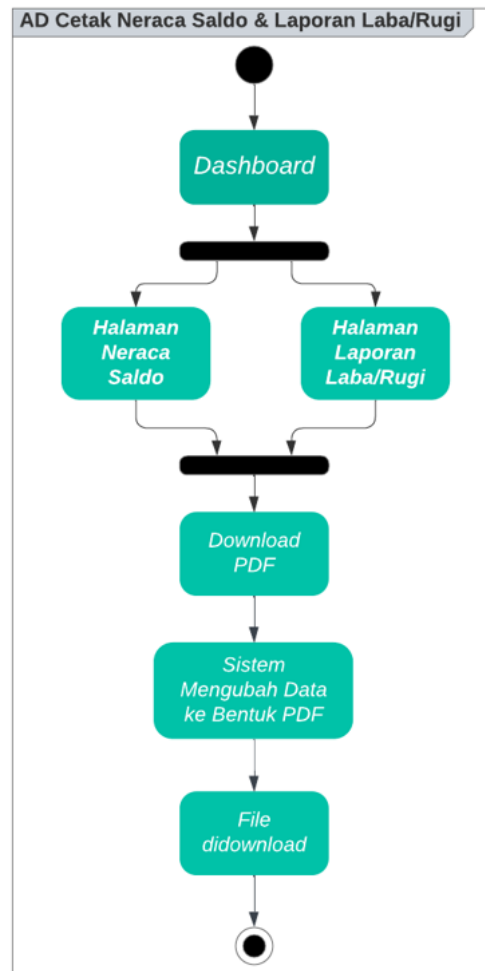 AD Cetak Neraca Saldo & Laporan Laba/Rugi
Dashboard
Halaman
Neraca
Saldo
Halaman
Laporan
Laba/Rugi
Download
PDF
Sistem
Mengubah Data
ke Bentuk PDF
File
didownload